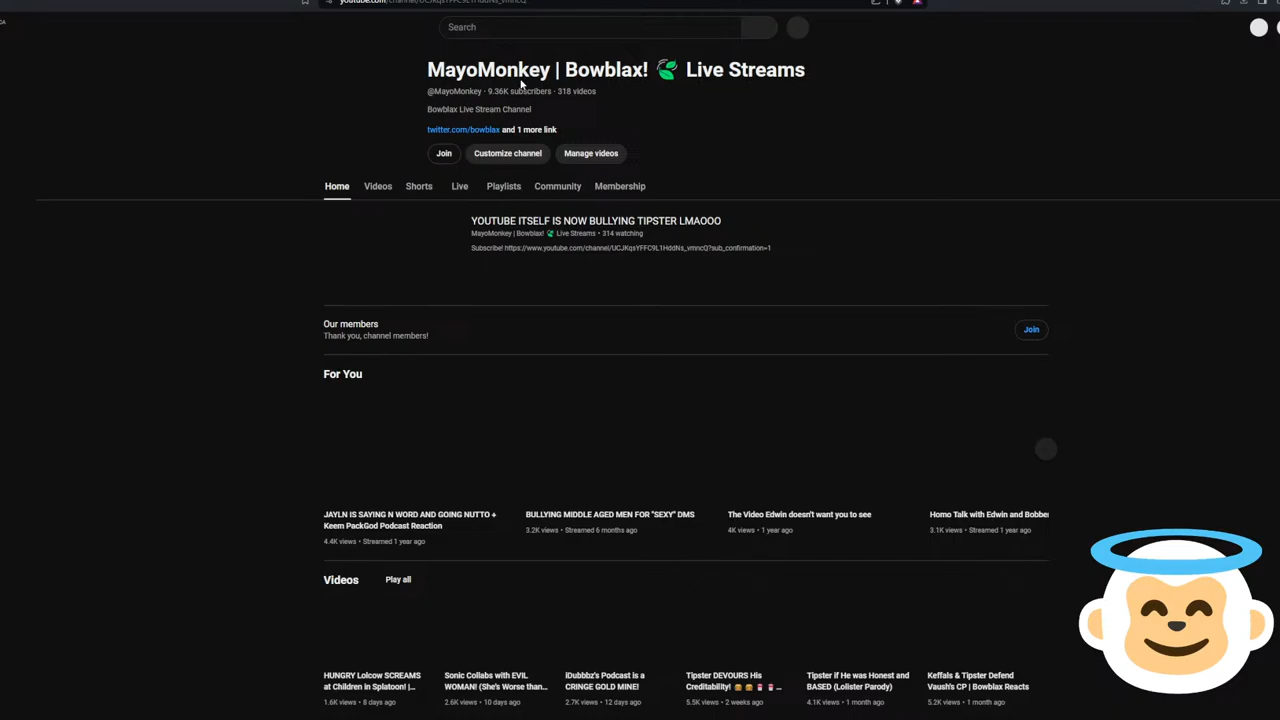 Search
MayoMonkey | Bowblax! 🍃 Live Streams
@MayoMonkey · 9.36K subscribers · 318 videos
Bowblax Live Stream Channel
twitter.com/bowblax and 1 more link
Join Customize channel Manage videos
Home Videos Shorts Live Playlists Community Membership
YOUTUBE ITSELF IS NOW BULLYING TIPSTER LMAOOO
MayoMonkey | Bowblax! 🍃 Live Streams • 314 watching
Subscribe! https://www.youtube.com/channel/UCJKqsYFFC9L1HddNs_vmncQ?sub_confirmation=1
Our members
Thank you, channel members!
Join
For You
JAYLN IS SAYING N WORD AND GOING NUTTO +
Keem PackGod Podcast Reaction
4.4K views • Streamed 1 year ago
BULLYING MIDDLE AGED MEN FOR "SEXY" DMS
3.2K views • Streamed 6 months ago
The Video Edwin doesn't want you to see
4K views • 1 year ago
Homo Talk with Edwin and Bobber
3.1K views • Streamed 1 year ago
Videos Play all
HUNGRY Lolcow SCREAMS
at Children in Splatoon! |...
1.6K views • 8 days ago
Sonic Collabs with EVIL
WOMAN! (She's Worse than...
2.6K views • 10 days ago
iDubbbz's Podcast is a
CRINGE GOLD MINE!
2.7K views • 12 days ago
Tipster DEVOURS His
Creditability! 🍔 🍔 🎅 🎅 ...
5.5K views • 2 weeks ago
Tipster if He was Honest and
BASED (Lolister Parody)
4.1K views • 1 month ago
Keffals & Tipster Defend
Vaush's CP | Bowblax Reacts
5.2K views • 1 month ago